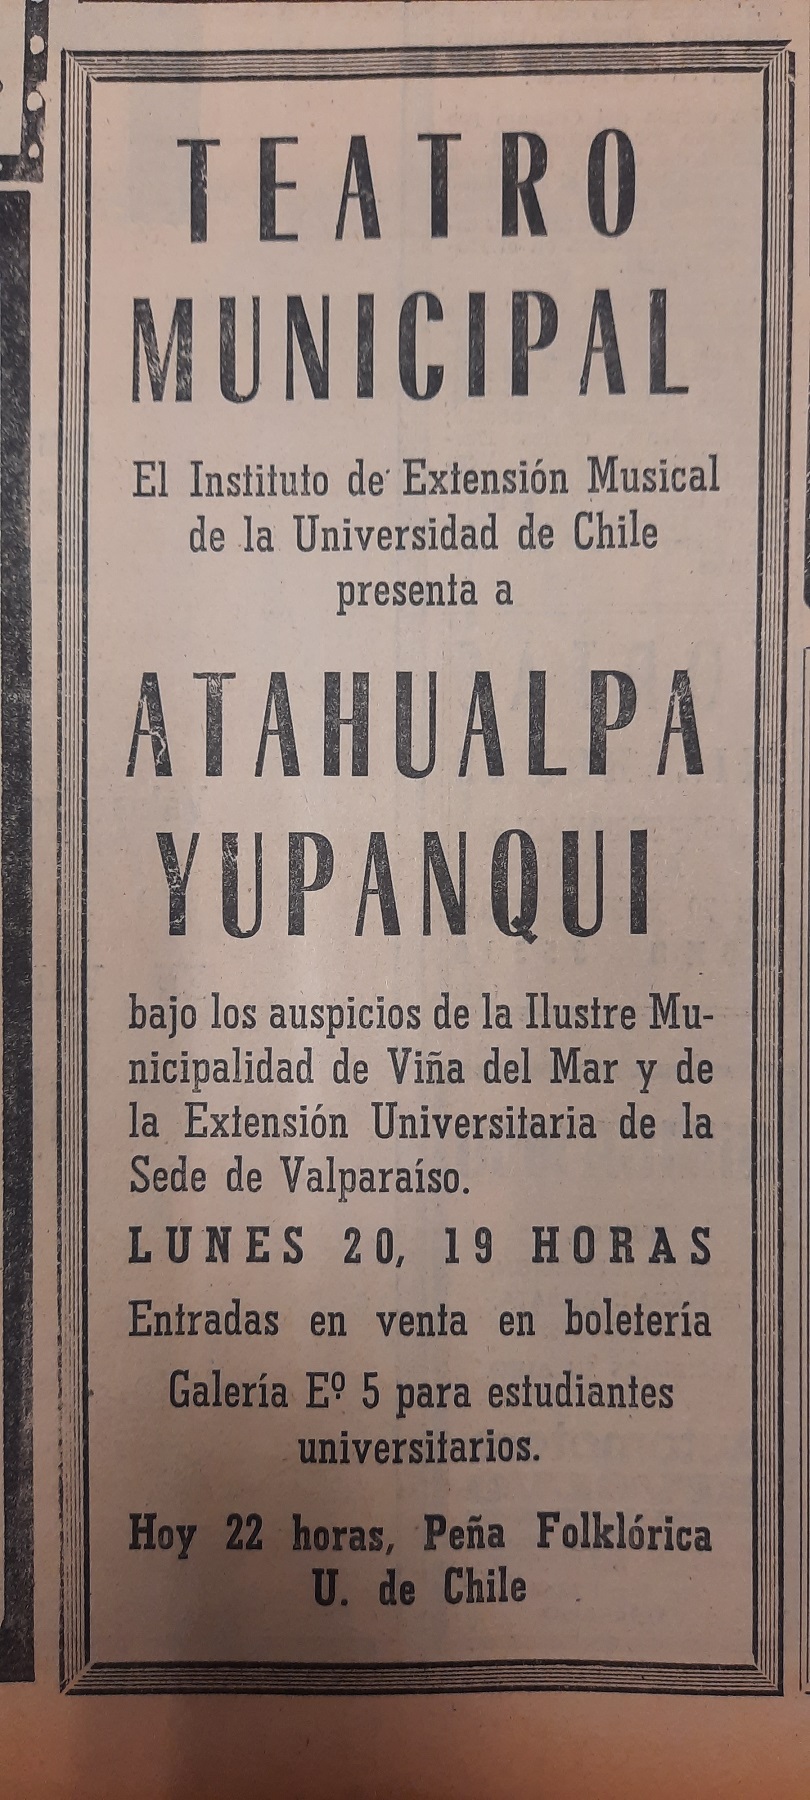 TEATRO
MUNICIPAL
El Instituto de Extensión Musical
de la Universidad de Chile
presenta a
ATAHUALPA
YUPANQUI
bajo los auspicios de la Ilustre Mu-
nicipalidad de Viña del Mar y de
la Extensión Universitaria de la
Sede de Valparaíso.
LUNES 20, 19 HORAS
Entradas en venta en boletería
Galería Eº 5 para estudiantes
universitarios.
Hoy 22 horas, Peña Folklórica
U. de Chile